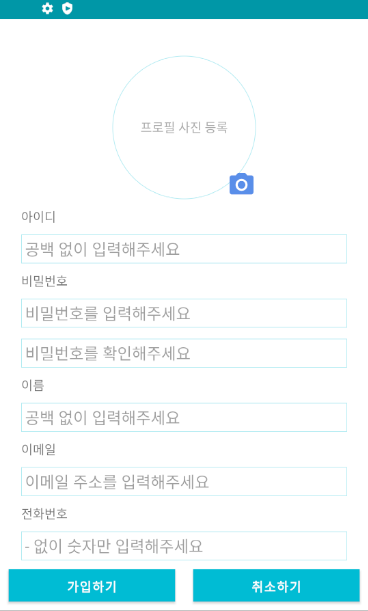 프로필 사진 등록
아이디
공백 없이 입력해주세요
비밀번호
비밀번호를 입력해주세요
비밀번호를 확인해주세요
이름
공백 없이 입력해주세요
이메일
이메일 주소를 입력해주세요
전화번호
- 없이 숫자만 입력해주세요
가입하기 취소하기